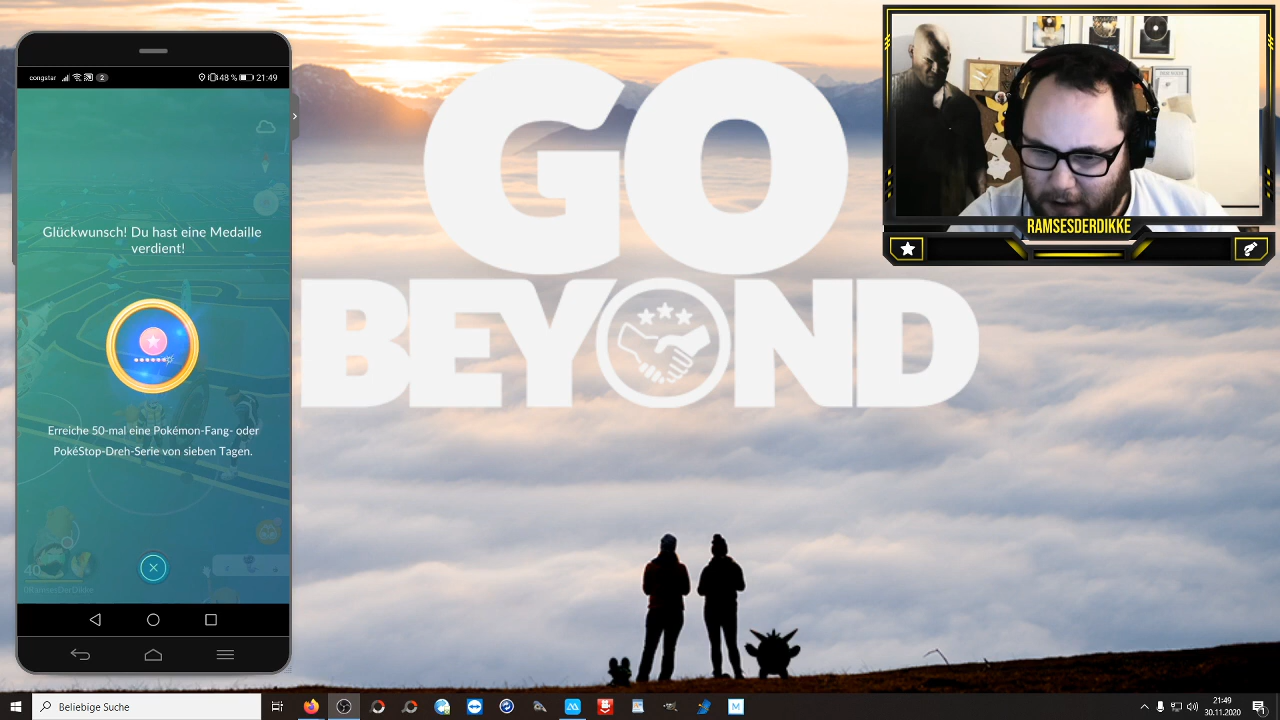 congstar
2
48 %
21:49
Glückwunsch! Du hast eine Medaille
verdient!
Erreiche 50-mal eine Pokémon-Fang- oder
PokéStop-Dreh-Serie von sieben Tagen.
40
GO
BEYOND
RAMSESDERDIKKE
Beliebige Suche
21:49
30.11.2020